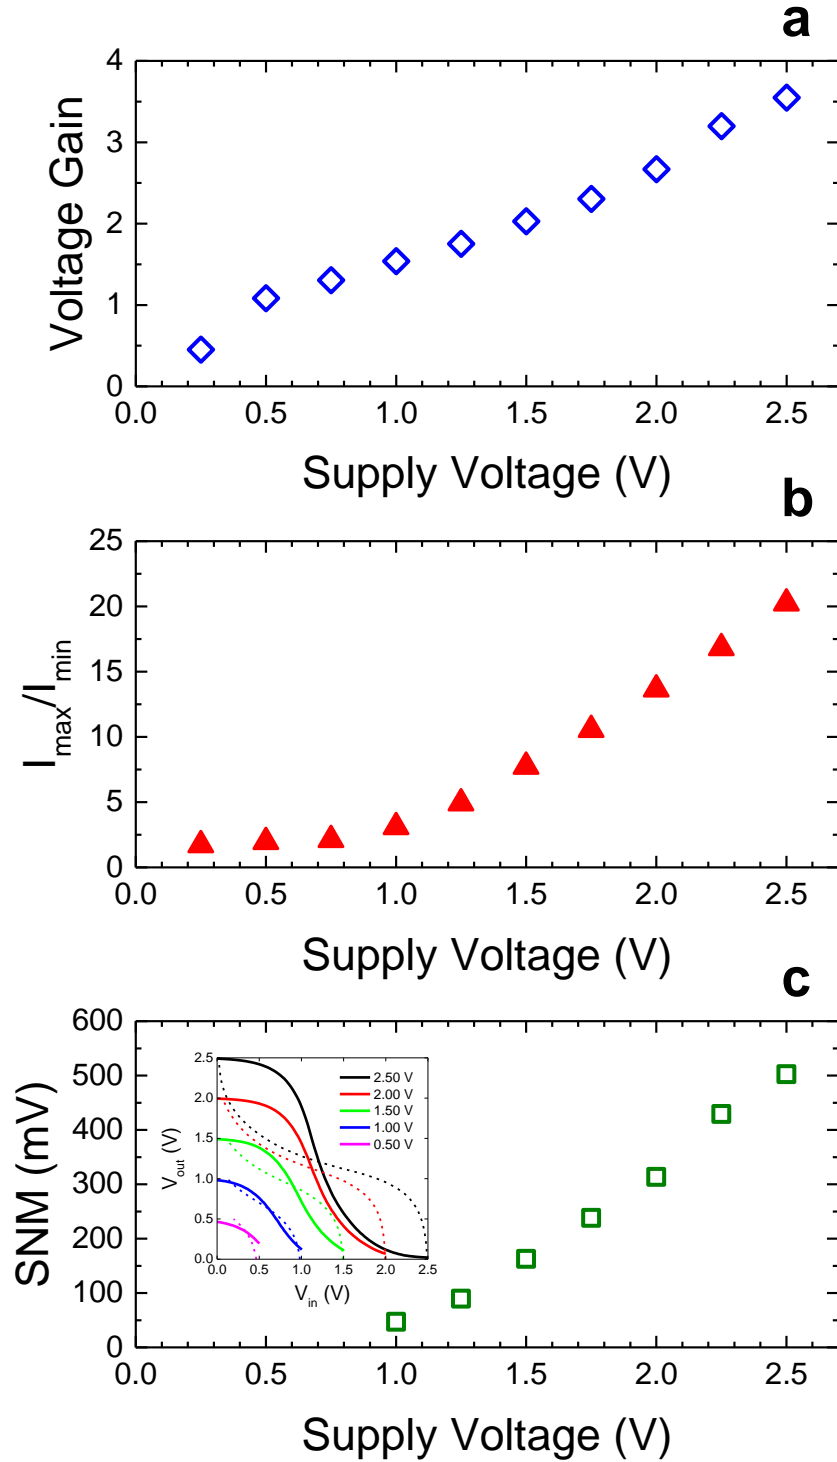 a
4
3
2
1
0
Voltage Gain
0.0 0.5 1.0 1.5 2.0 2.5
Supply Voltage (V)
b
25
20
15
10
5
0
I_max/I_min
0.0 0.5 1.0 1.5 2.0 2.5
Supply Voltage (V)
c
600
500
400
300
200
100
0
SNM (mV)
2.5
2.0
1.5
1.0
0.5
0.0
V_out (V)
2.50 V
2.00 V
1.50 V
1.00 V
0.50 V
0.0 0.5 1.0 1.5 2.0 2.5
V_in (V)
0.0 0.5 1.0 1.5 2.0 2.5
Supply Voltage (V)